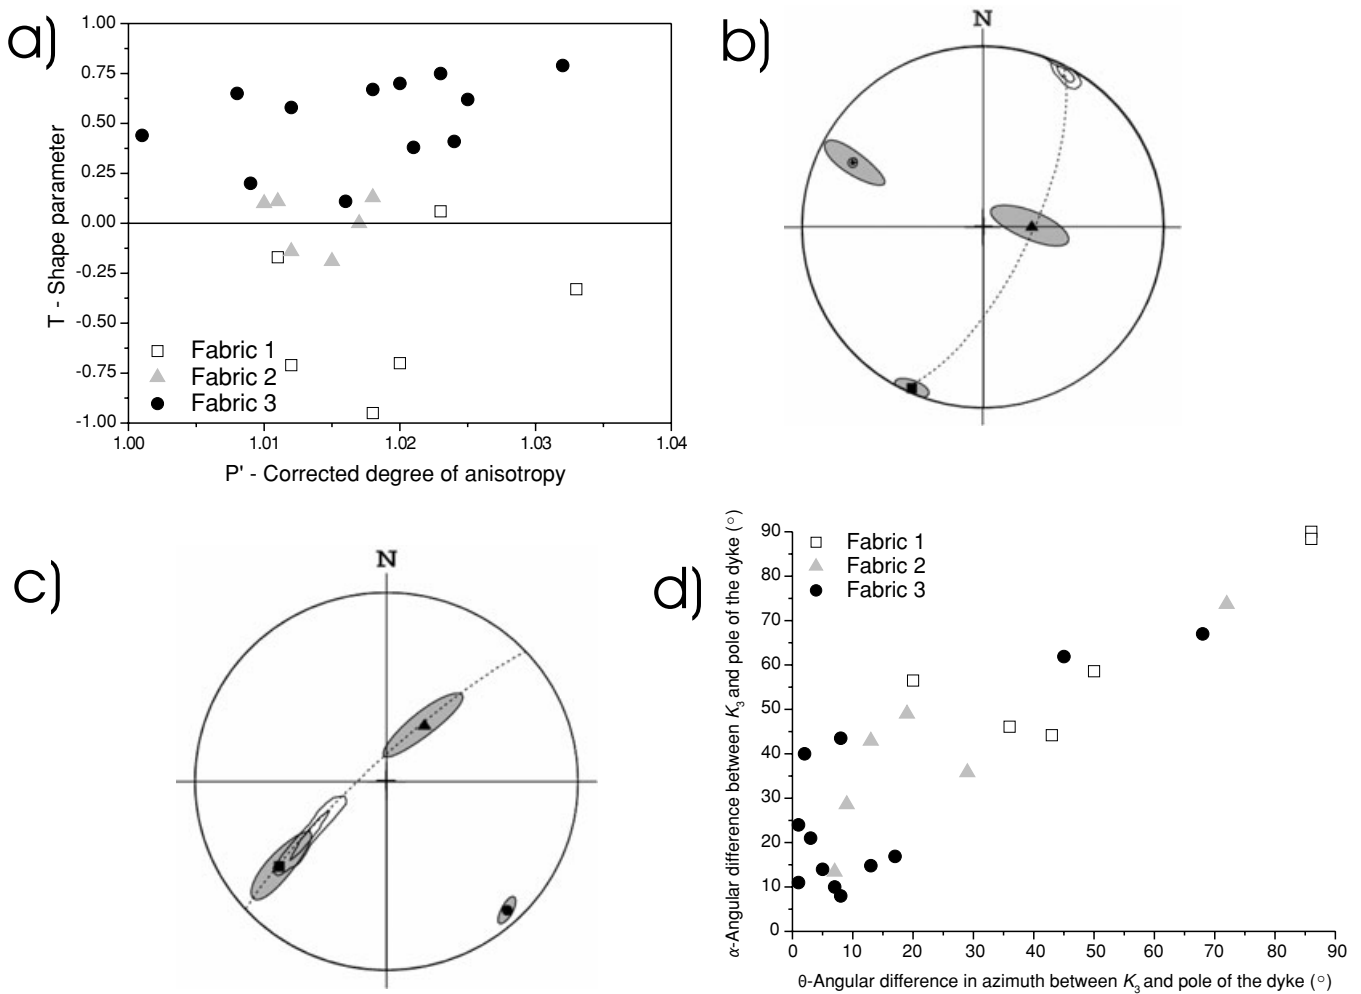 a)
1.00
0.75
0.50
0.25
0.00
-0.25
-0.50
-0.75
-1.00
T - Shape parameter
Fabric 1
Fabric 2
Fabric 3
1.00 1.01 1.02 1.03 1.04
P' - Corrected degree of anisotropy
b)
N
c)
N
d)
90
80
70
60
50
40
30
20
10
0
α-Angular difference between K3 and pole of the dyke (°)
Fabric 1
Fabric 2
Fabric 3
0 10 20 30 40 50 60 70 80 90
θ-Angular difference in azimuth between K3 and pole of the dyke (°)